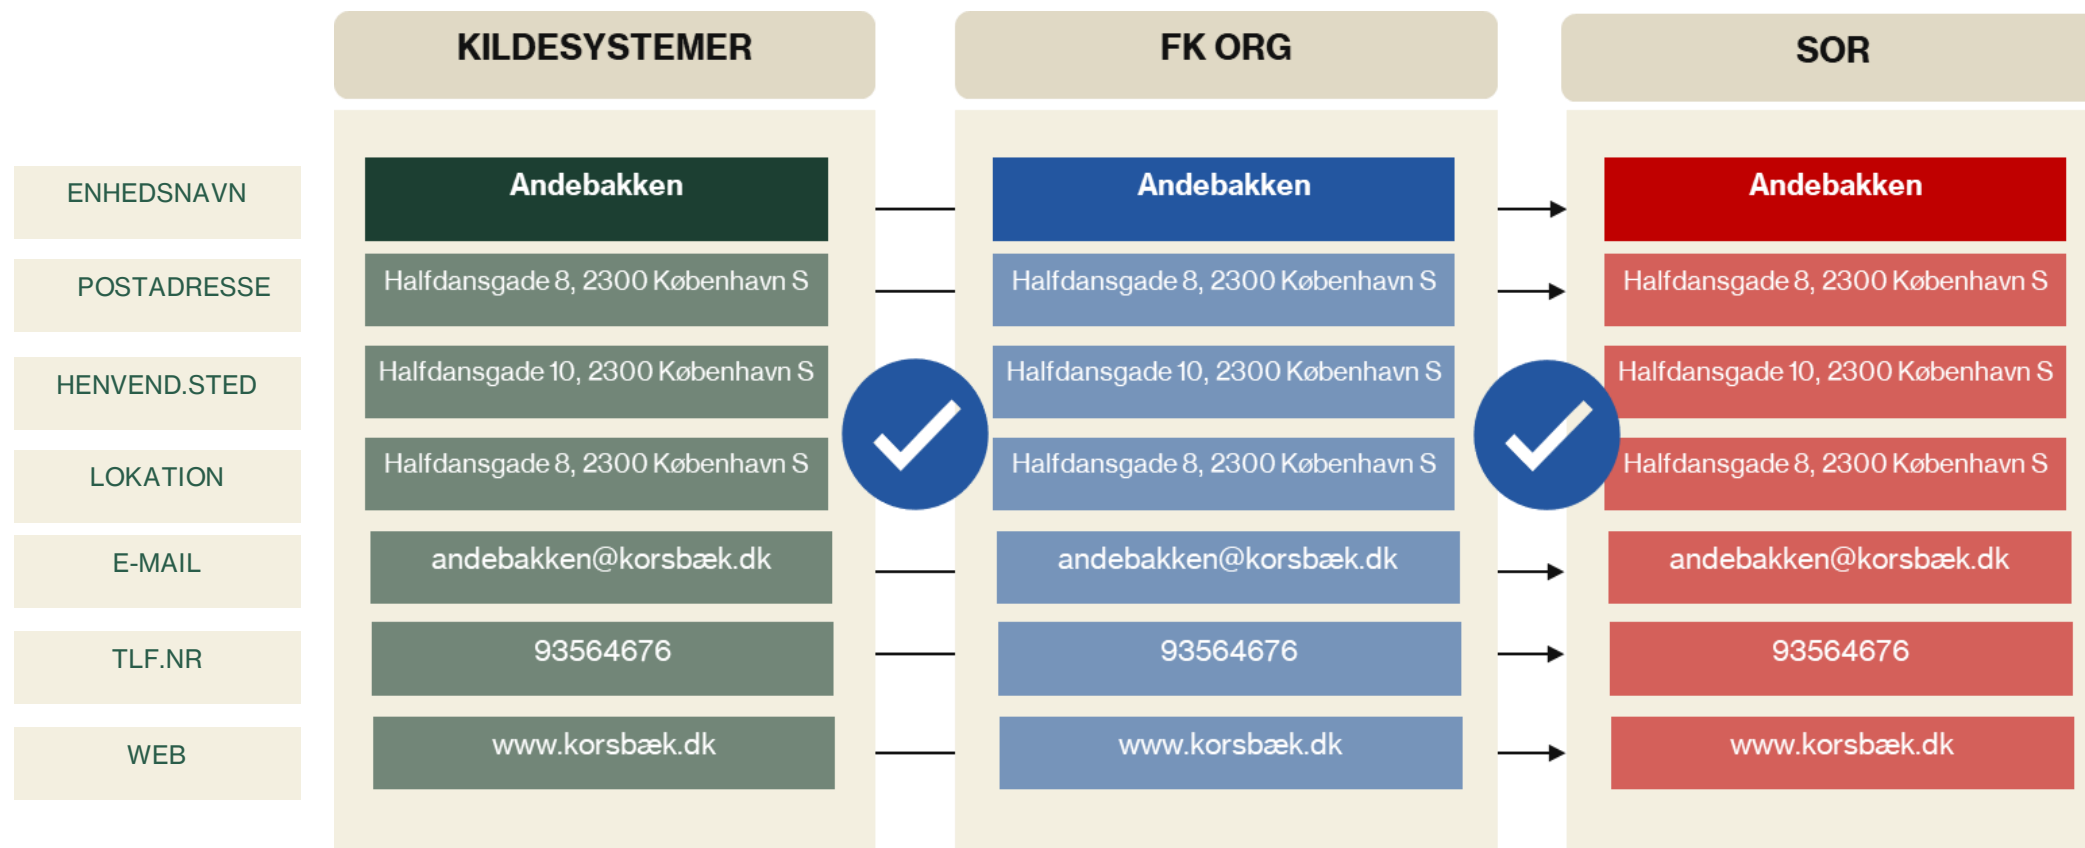 KILDESYSTEMER FK ORG SOR
ENHEDSNAVN Andebakken Andebakken Andebakken
POSTADRESSE Halfdansgade 8, 2300 København S Halfdansgade 8, 2300 København S Halfdansgade 8, 2300 København S
HENVEND.STED Halfdansgade 10, 2300 København S Halfdansgade 10, 2300 København S Halfdansgade 10, 2300 København S
LOKATION Halfdansgade 8, 2300 København S Halfdansgade 8, 2300 København S Halfdansgade 8, 2300 København S
E-MAIL andebakken@korsbæk.dk andebakken@korsbæk.dk andebakken@korsbæk.dk
TLF.NR 93564676 93564676 93564676
WEB www.korsbæk.dk www.korsbæk.dk www.korsbæk.dk